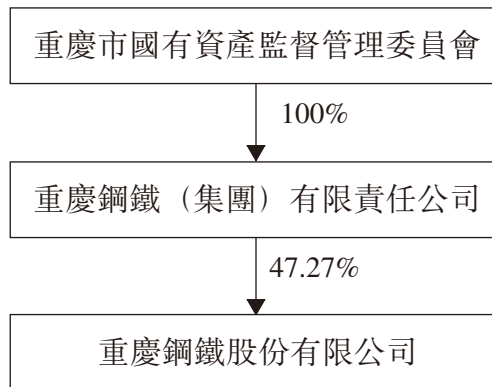 重慶市國有資產監督管理委員會
100%
重慶鋼鐵（集團）有限責任公司
47.27%
重慶鋼鐵股份有限公司